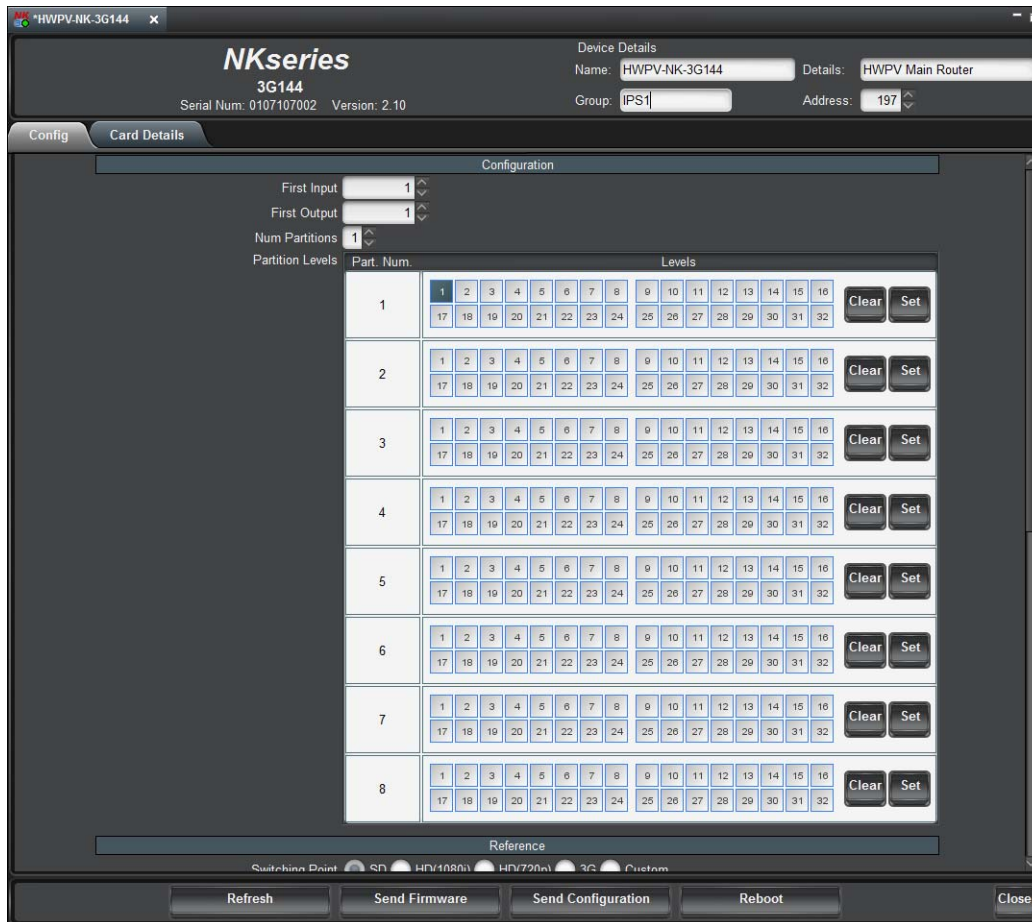 *HWPV-NK-3G144 x
NKseries
3G144
Serial Num: 0107107002 Version: 2.10
Device Details
Name: HWPV-NK-3G144 Details: HWPV Main Router
Group: IPS1 Address: 197
Config Card Details
Configuration
First Input 1
First Output 1
Num Partitions 1
Partition Levels Part. Num. Levels
1 2 3 4 5 6 7 8 9 10 11 12 13 14 15 16
1 Clear Set
17 18 19 20 21 22 23 24 25 26 27 28 29 30 31 32
1 2 3 4 5 6 7 8 9 10 11 12 13 14 15 16
2 Clear Set
17 18 19 20 21 22 23 24 25 26 27 28 29 30 31 32
1 2 3 4 5 6 7 8 9 10 11 12 13 14 15 16
3 Clear Set
17 18 19 20 21 22 23 24 25 26 27 28 29 30 31 32
1 2 3 4 5 6 7 8 9 10 11 12 13 14 15 16
4 Clear Set
17 18 19 20 21 22 23 24 25 26 27 28 29 30 31 32
1 2 3 4 5 6 7 8 9 10 11 12 13 14 15 16
5 Clear Set
17 18 19 20 21 22 23 24 25 26 27 28 29 30 31 32
1 2 3 4 5 6 7 8 9 10 11 12 13 14 15 16
6 Clear Set
17 18 19 20 21 22 23 24 25 26 27 28 29 30 31 32
1 2 3 4 5 6 7 8 9 10 11 12 13 14 15 16
7 Clear Set
17 18 19 20 21 22 23 24 25 26 27 28 29 30 31 32
1 2 3 4 5 6 7 8 9 10 11 12 13 14 15 16
8 Clear Set
17 18 19 20 21 22 23 24 25 26 27 28 29 30 31 32
Reference
Switching Point SD HD(1080i) HD(720p) 3G Custom
Refresh Send Firmware Send Configuration Reboot Close